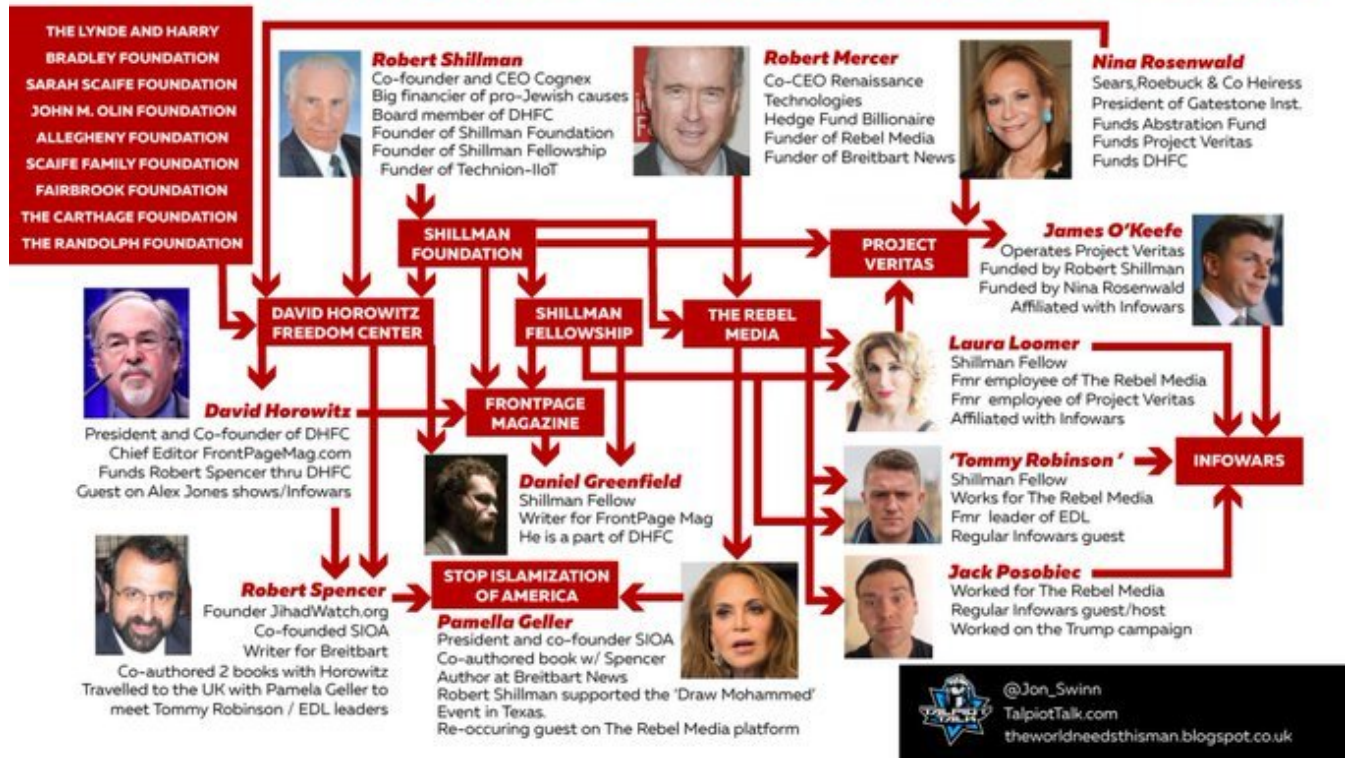 THE LYNDE AND HARRY
BRADLEY FOUNDATION
SARAH SCAIFE FOUNDATION
JOHN M. OLIN FOUNDATION
ALLEGHENY FOUNDATION
SCAIFE FAMILY FOUNDATION
FAIRBROOK FOUNDATION
THE CARTHAGE FOUNDATION
THE RANDOLPH FOUNDATION
Robert Shillman
Co-founder and CEO Cognex
Big financier of pro-Jewish causes
Board member of DHFC
Founder of Shillman Foundation
Founder of Shillman Fellowship
Funder of Technion-IIoT
Robert Mercer
Co-CEO Renaissance
Technologies
Hedge Fund Billionaire
Funder of Rebel Media
Funder of Breitbart News
Nina Rosenwald
Sears,Roebuck & Co Heiress
President of Gatestone Inst.
Funds Abstration Fund
Funds Project Veritas
Funds DHFC
SHILLMAN
FOUNDATION
PROJECT
VERITAS
James O'Keefe
Operates Project Veritas
Funded by Robert Shillman
Funded by Nina Rosenwald
Affiliated with Infowars
DAVID HOROWITZ
FREEDOM CENTER
SHILLMAN
FELLOWSHIP
THE REBEL
MEDIA
Laura Loomer
Shillman Fellow
Fmr employee of The Rebel Media
Fmr employee of Project Veritas
Affiliated with Infowars
David Horowitz
President and Co-founder of DHFC
Chief Editor FrontPageMag.com
Funds Robert Spencer thru DHFC
Guest on Alex Jones shows/Infowars
FRONTPAGE
MAGAZINE
Daniel Greenfield
Shillman Fellow
Writer for FrontPage Mag
He is a part of DHFC
'Tommy Robinson'
Shillman Fellow
Works for The Rebel Media
Fmr leader of EDL
Regular Infowars guest
INFOWARS
Robert Spencer
Founder JihadWatch.org
Co-founded SIOA
Writer for Breitbart
Co-authored 2 books with Horowitz
Travelled to the UK with Pamela Geller to
meet Tommy Robinson / EDL leaders
STOP ISLAMIZATION
OF AMERICA
Pamella Geller
President and co-founder SIOA
Co-authored book w/ Spencer
Author at Breitbart News
Robert Shillman supported the 'Draw Mohammed'
Event in Texas.
Re-occuring guest on The Rebel Media platform
Jack Posobiec
Worked for The Rebel Media
Regular Infowars guest/host
Worked on the Trump campaign
TALPIOT
TALK
@Jon_Swinn
TalpiotTalk.com
theworldneedsthisman.blogspot.co.uk